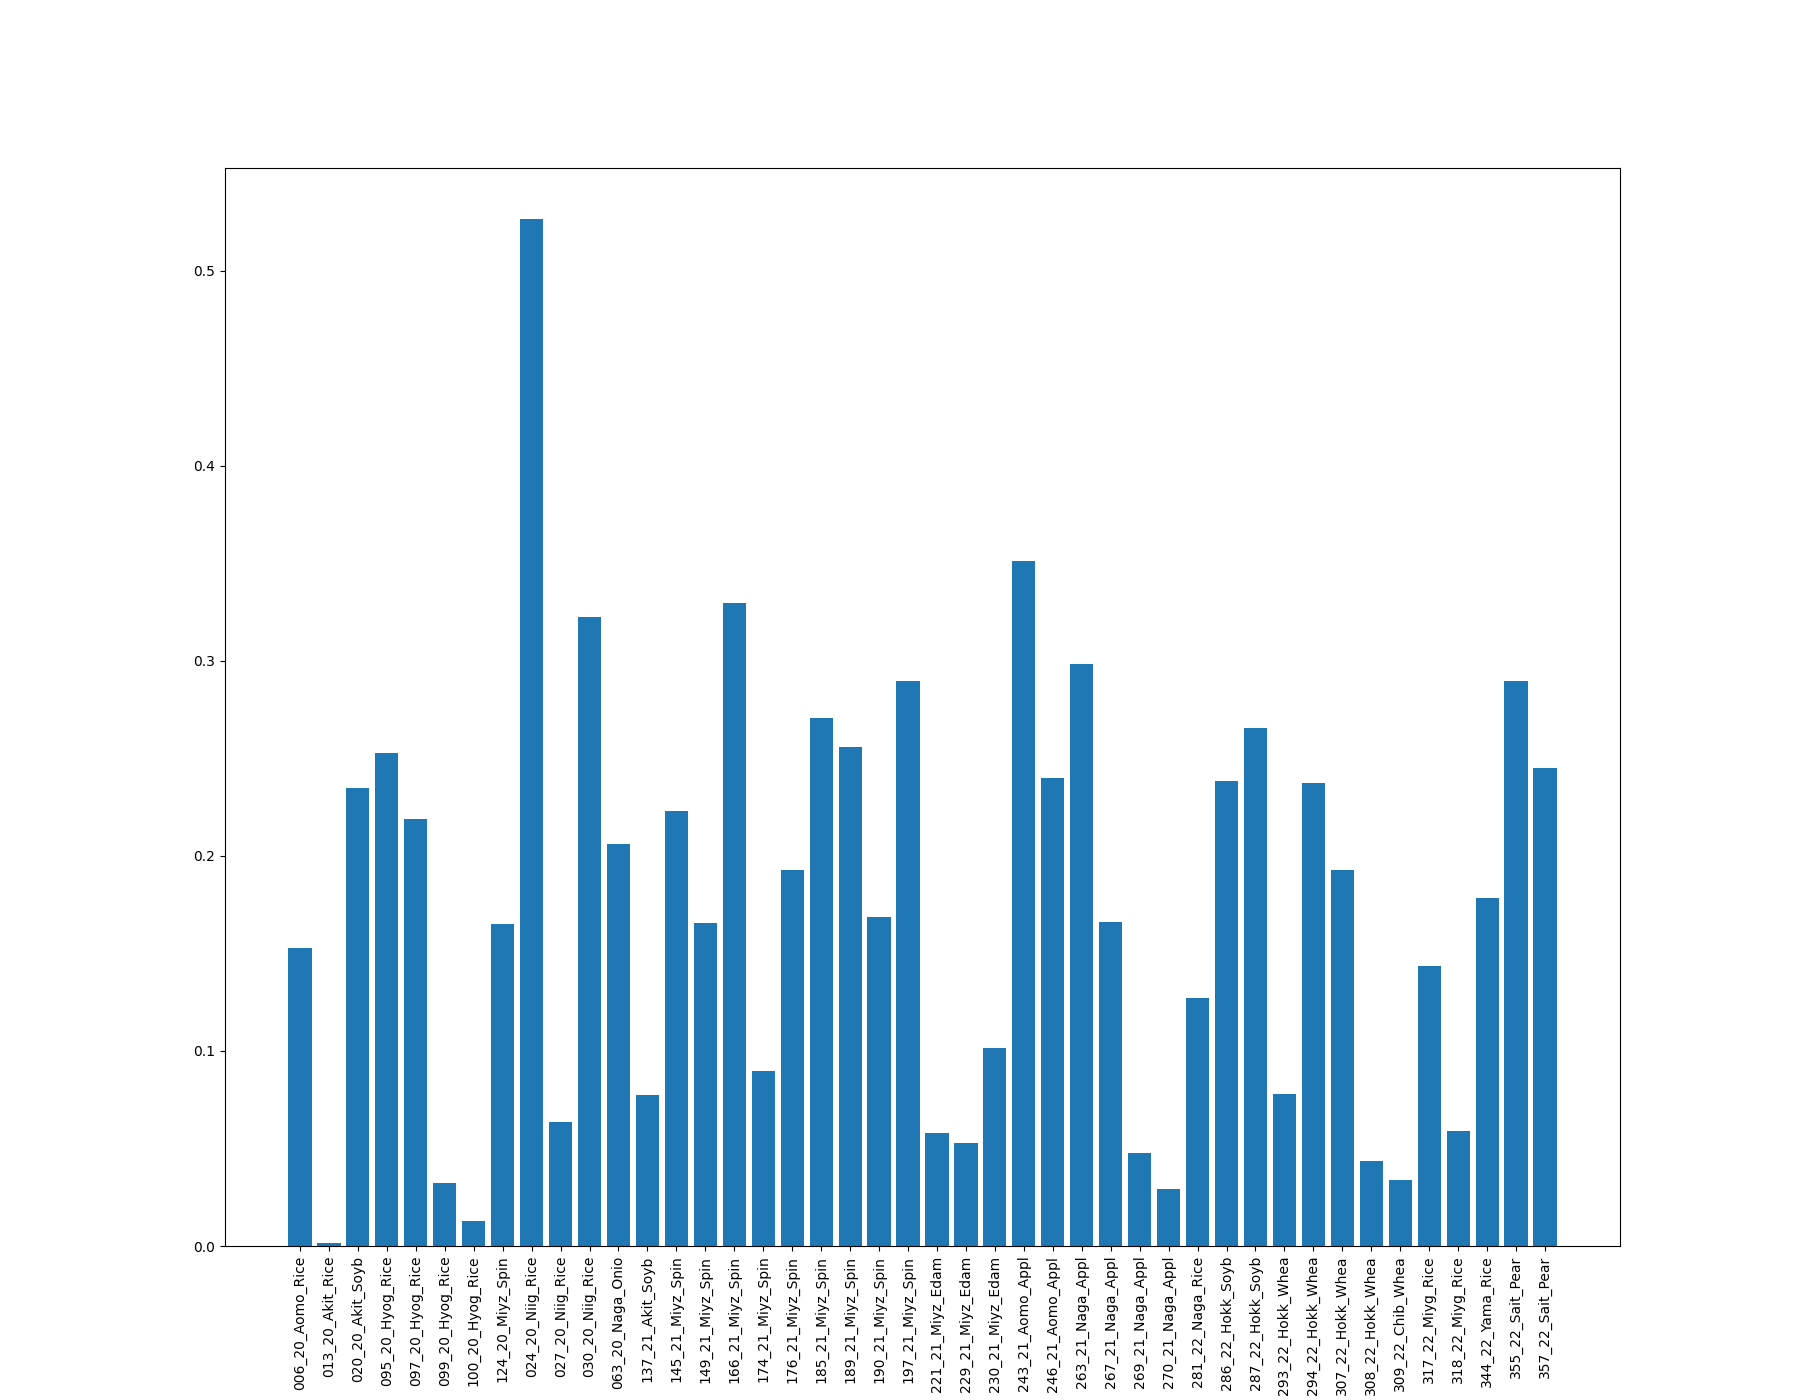 0.5
0.4
0.3
0.2
0.1
0.0
006_20_Aomo_Rice
013_20_Akit_Rice
020_20_Akit_Soyb
095_20_Hyog_Rice
097_20_Hyog_Rice
099_20_Hyog_Rice
100_20_Hyog_Rice
124_20_Miyz_Spin
024_20_Niig_Rice
027_20_Niig_Rice
030_20_Niig_Rice
063_20_Naga_Onio
137_21_Akit_Soyb
145_21_Miyz_Spin
149_21_Miyz_Spin
166_21_Miyz_Spin
174_21_Miyz_Spin
176_21_Miyz_Spin
185_21_Miyz_Spin
189_21_Miyz_Spin
190_21_Miyz_Spin
197_21_Miyz_Spin
221_21_Miyz_Edam
229_21_Miyz_Edam
230_21_Miyz_Edam
243_21_Aomo_Appl
246_21_Aomo_Appl
263_21_Naga_Appl
267_21_Naga_Appl
269_21_Naga_Appl
270_21_Naga_Appl
281_22_Naga_Rice
286_22_Hokk_Soyb
287_22_Hokk_Soyb
293_22_Hokk_Whea
294_22_Hokk_Whea
307_22_Hokk_Whea
308_22_Hokk_Whea
309_22_Chib_Whea
317_22_Miyg_Rice
318_22_Miyg_Rice
344_22_Yama_Rice
355_22_Sait_Pear
357_22_Sait_Pear